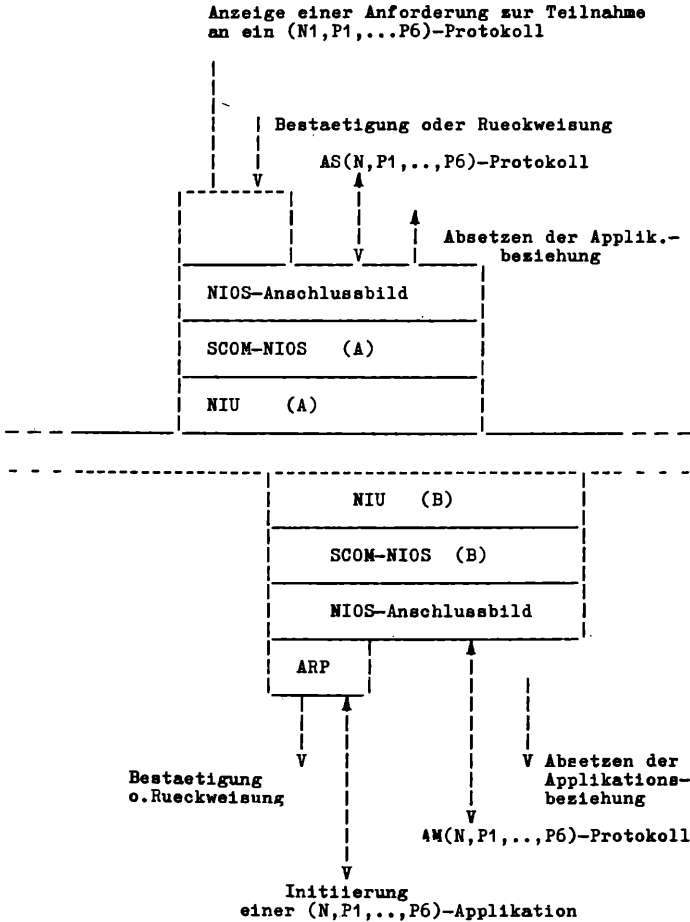 Anzeige einer Anforderung zur Teilnahme
an ein (N1,P1,...P6)-Protokoll
Bestaetigung oder Rueckweisung
AS(N,P1,..,P6)-Protokoll
Absetzen der Applik.-
beziehung
NIOS-Anschlussbild
SCOM-NIOS (A)
NIU (A)
NIU (B)
SCOM-NIOS (B)
NIOS-Anschlussbild
ARP
Bestaetigung
o.Rueckweisung
Absetzen der
Applikations-
beziehung
AM(N,P1,..,P6)-Protokoll
Initiierung
einer (N,P1,..,P6)-Applikation